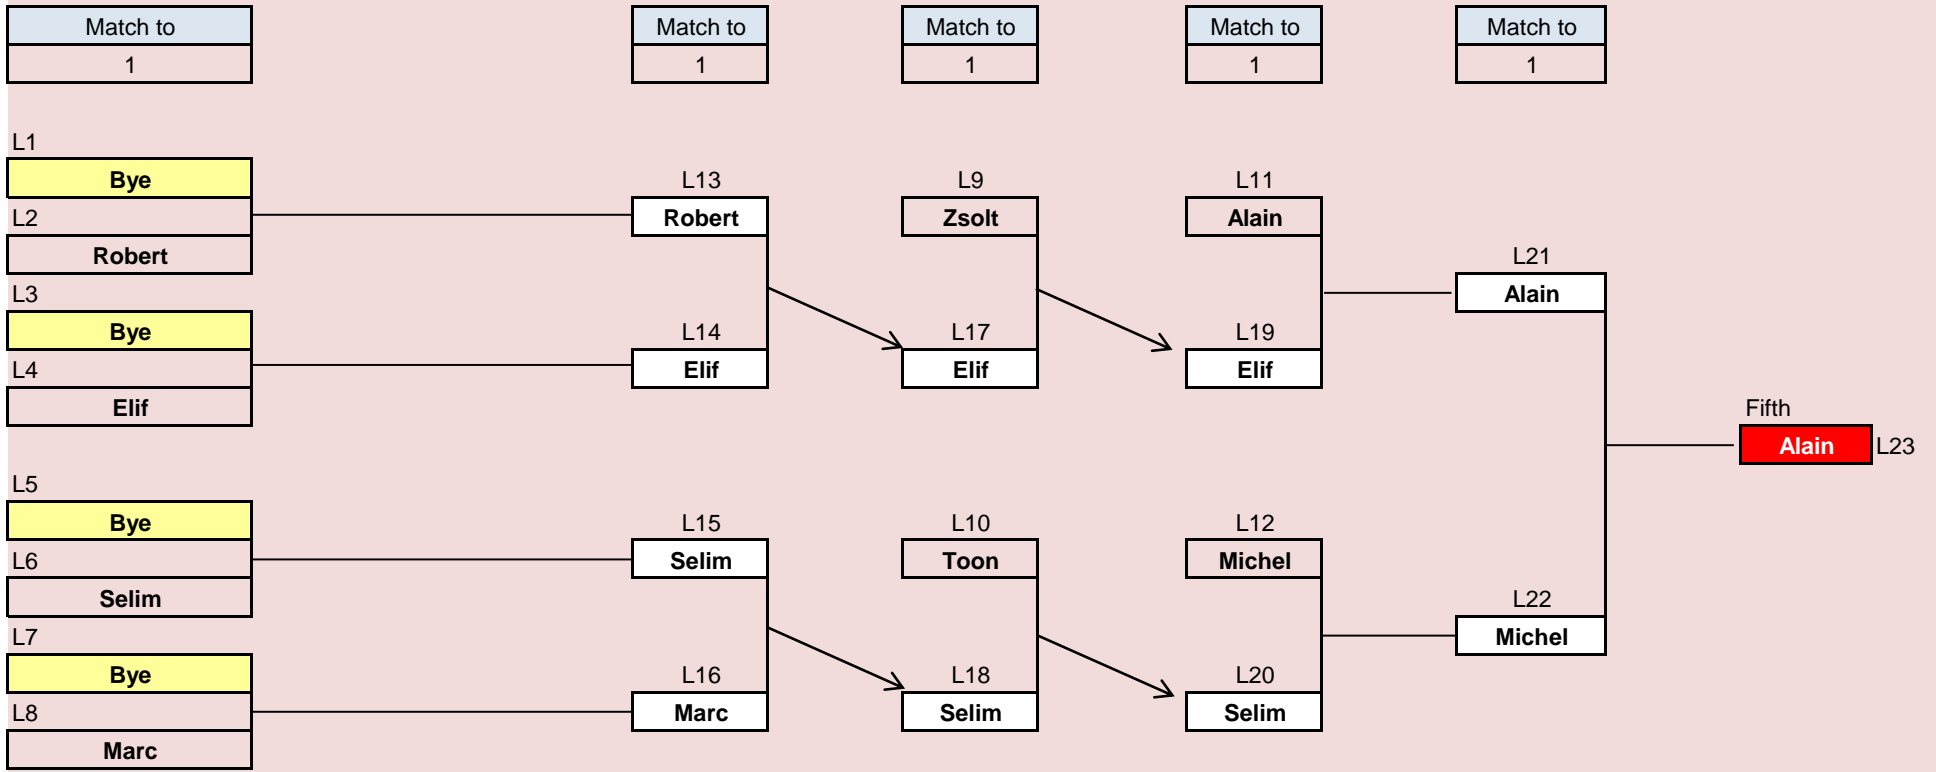 Match to Match to Match to Match to Match to
1 1 1 1 1
L1
Bye L13 L9 L11
L2 Robert Zsolt Alain
Robert L21
L3 Alain
Bye L14 L17 L19
L4 Elif Elif Elif
Elif Fifth
Alain L23
L5
Bye L15 L10 L12
L6 Selim Toon Michel
Selim L22
L7 Michel
Bye L16 L18 L20
L8 Marc Selim Selim
Marc